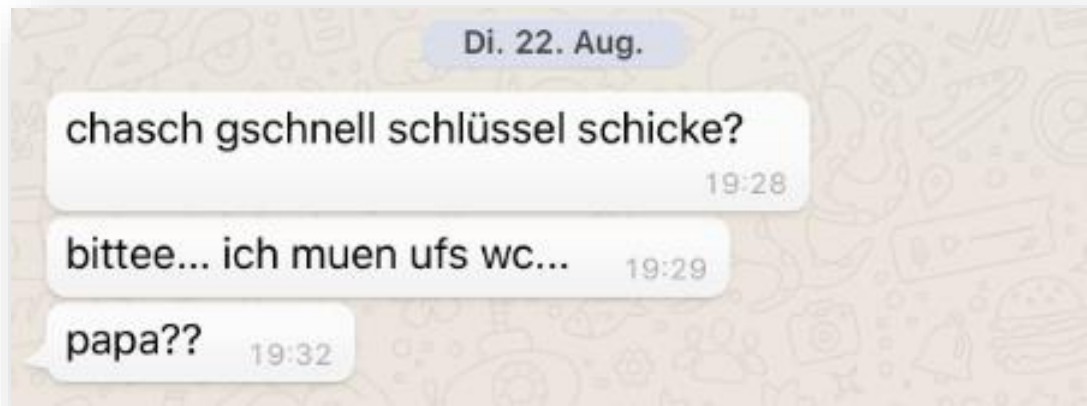 Di. 22. Aug.
chasch gschnell schlüssel schicke?
19:28
bittee... ich muen ufs wc... 19:29
papa?? 19:32